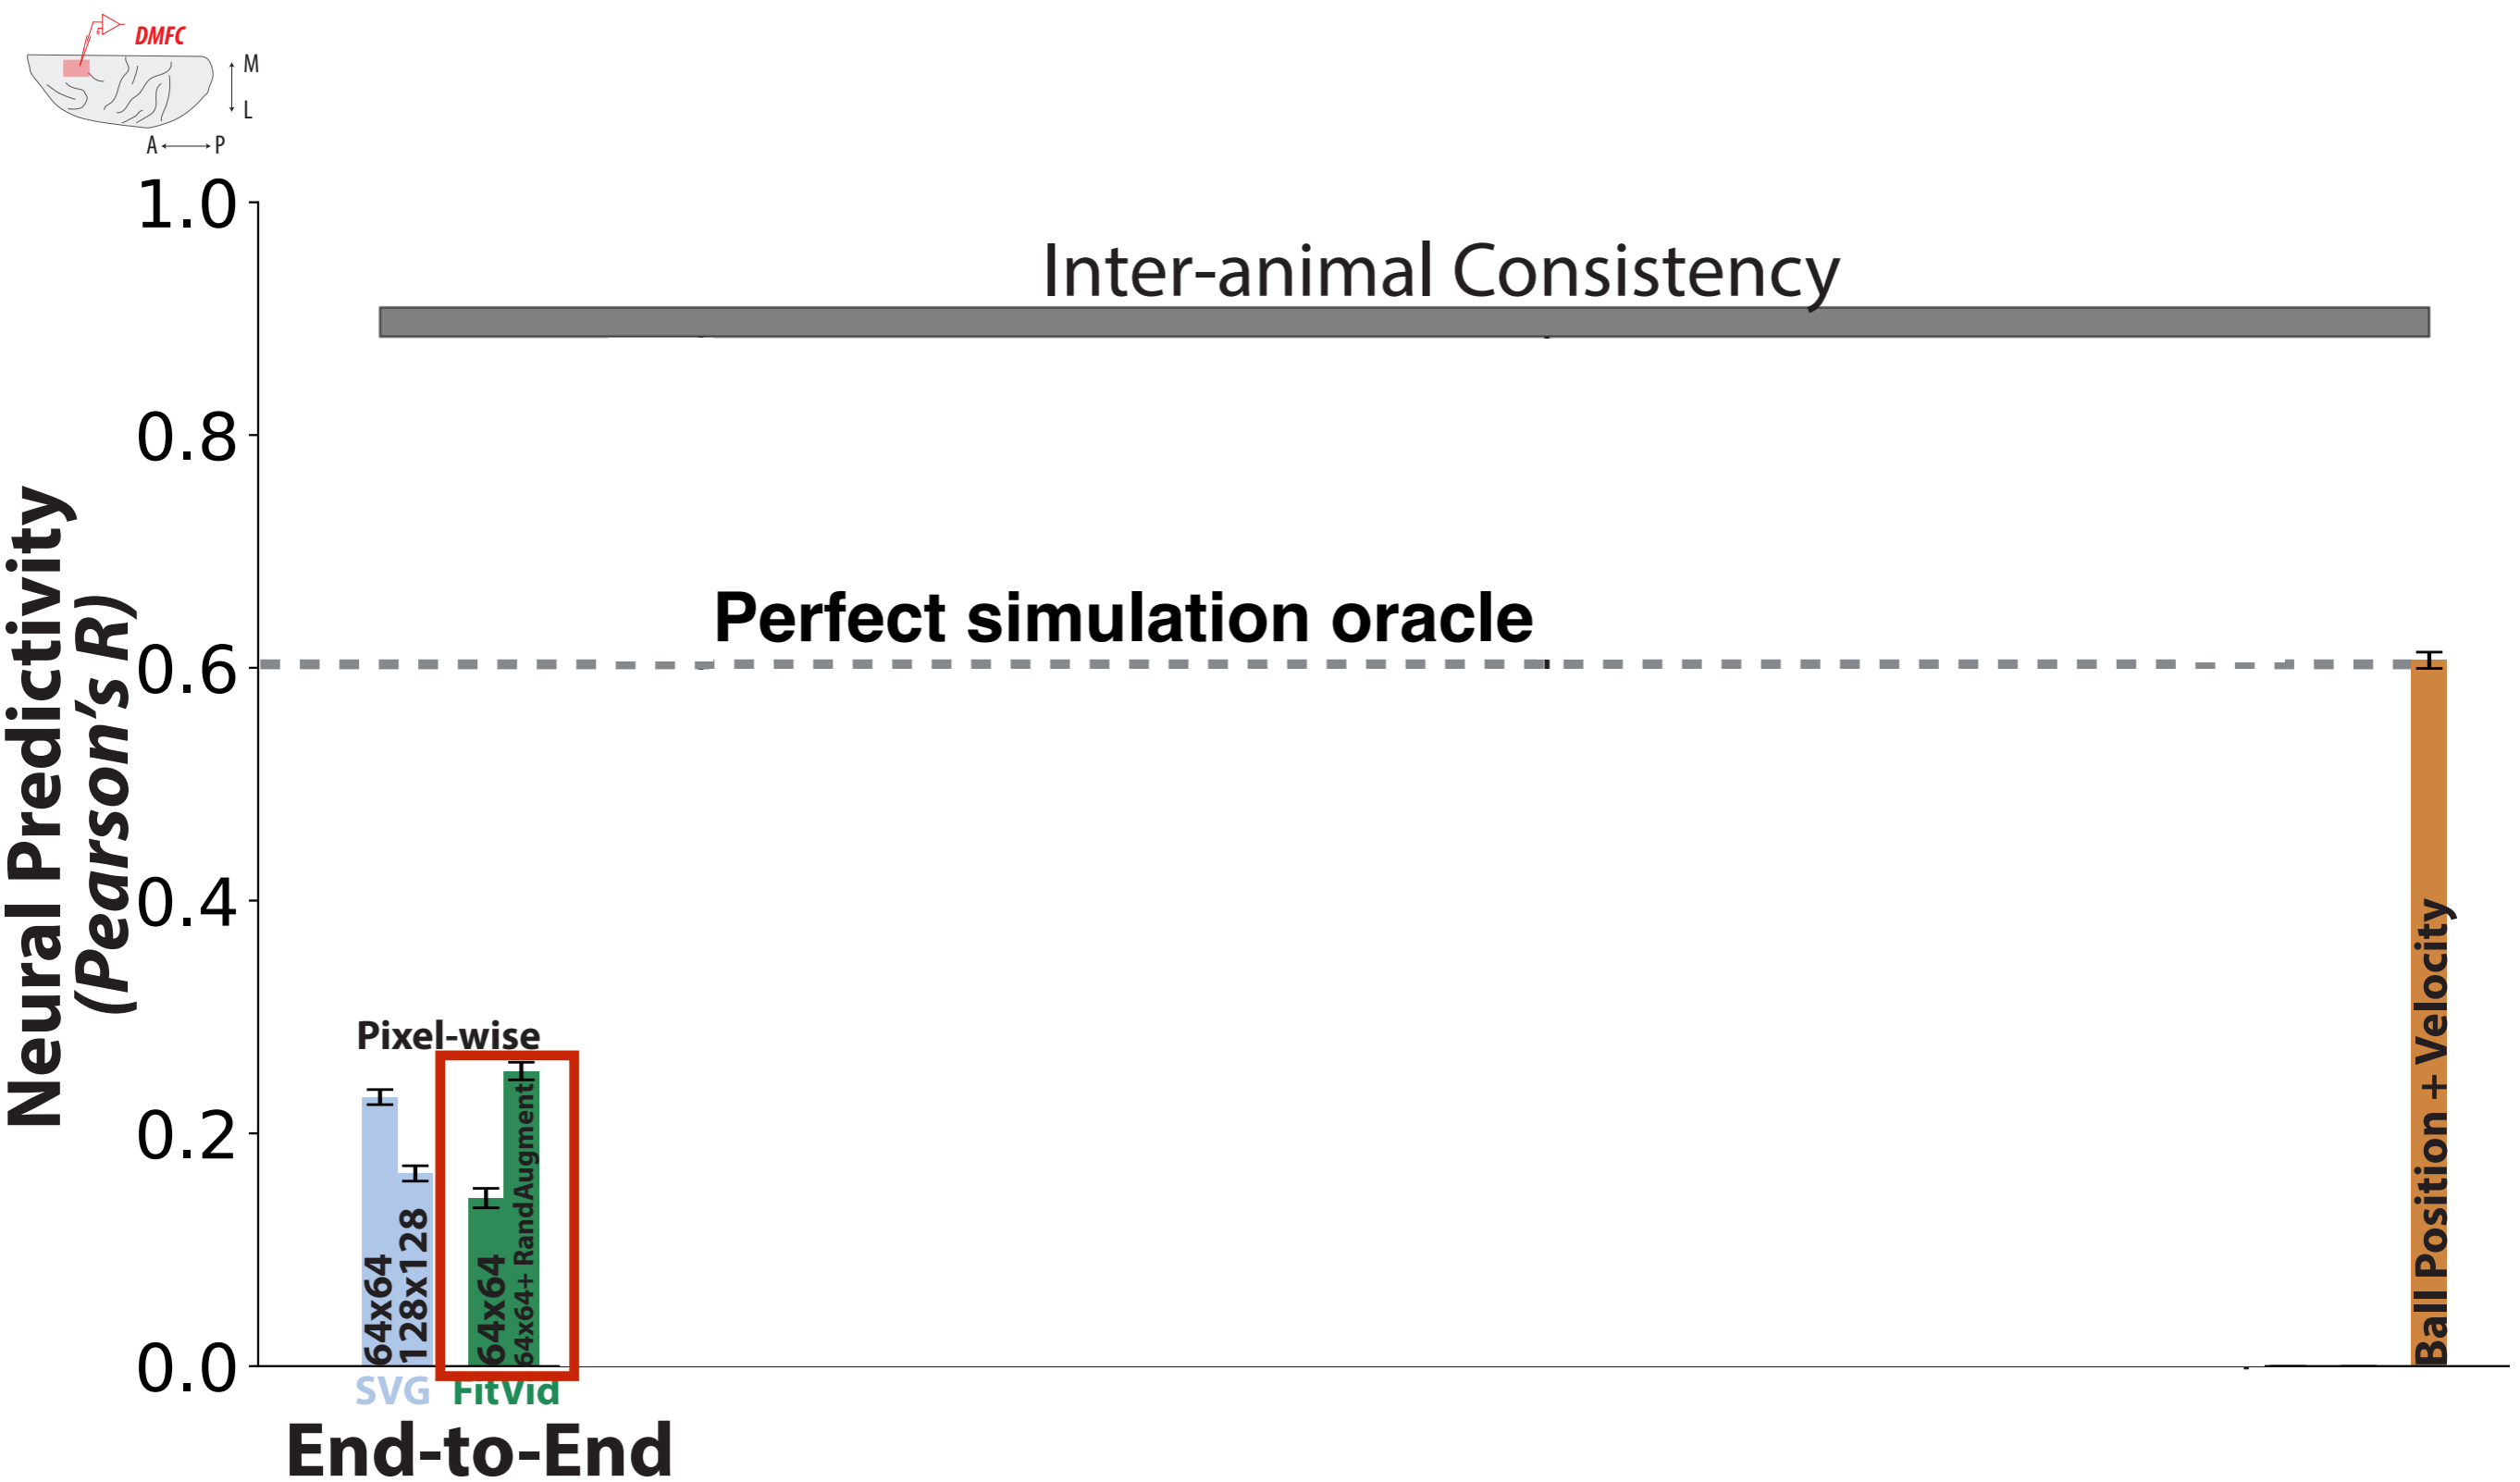 DMFC
M
L
A
P
1.0
0.8
0.6
0.4
0.2
0.0
Neural Predictivity
(Pearson's R)
Inter-animal Consistency
Perfect simulation oracle
Pixel-wise
64x64
128x128
64x64
64x64+ RandAugment
Ball Position + Velocity
SVG
FitVid
End-to-End